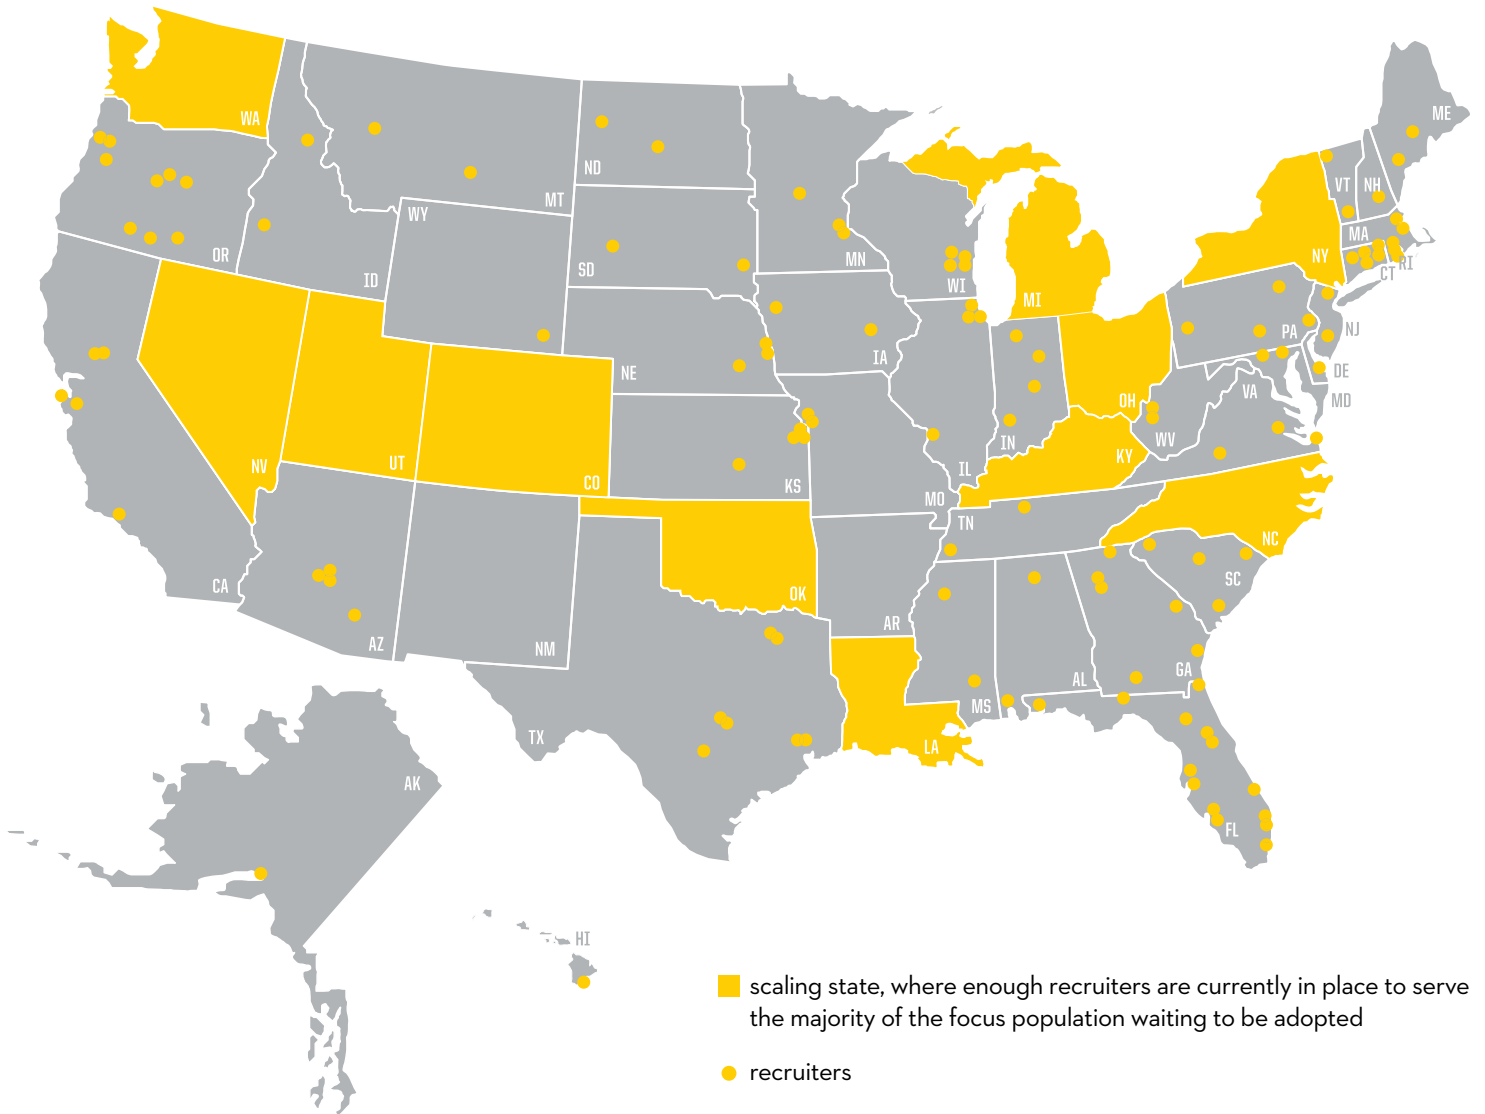 WA
ME
ND
MT
VT
NH
WY
OR
ID
SD
MN
WI
MI
NY
MA
CT
RI
NJ
PA
IA
NE
DE
MD
VA
OH
IN
WV
KY
NV
UT
CO
KS
IL
MO
TN
NC
CA
AZ
NM
OK
AR
SC
GA
AL
MS
TX
LA
AK
FL
HI
scaling state, where enough recruiters are currently in place to serve
the majority of the focus population waiting to be adopted
recruiters